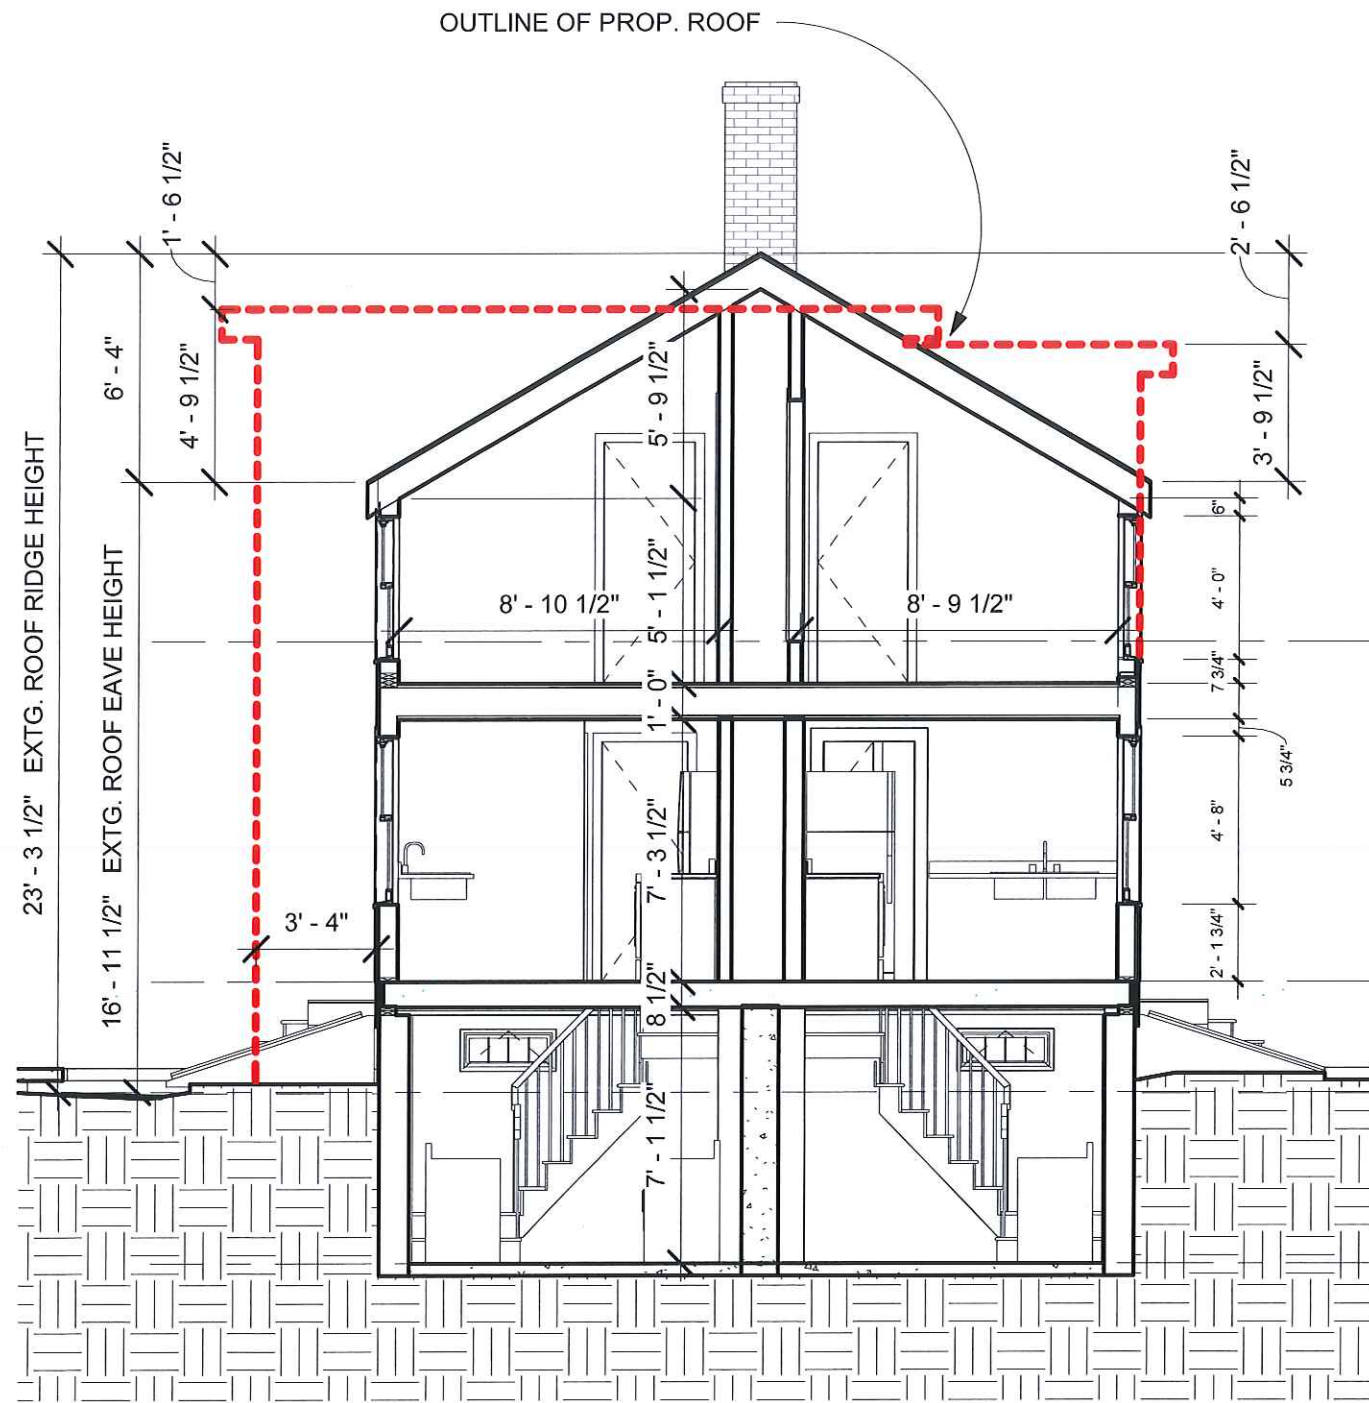 OUTLINE OF PROP. ROOF
1' - 6 1/2"
2' - 6 1/2"
6' - 4"
4' - 9 1/2"
5' - 9 1/2"
3' - 9 1/2"
23' - 3 1/2" EXTG. ROOF RIDGE HEIGHT
16' - 11 1/2" EXTG. ROOF EAVE HEIGHT
6"
4' - 0"
8' - 10 1/2"
5' - 1 1/2"
8' - 9 1/2"
7 3/4"
1' - 0"
5 3/4"
4' - 8"
7' - 3 1/2"
3' - 4"
2' - 1 3/4"
8 1/2"
7' - 1 1/2"